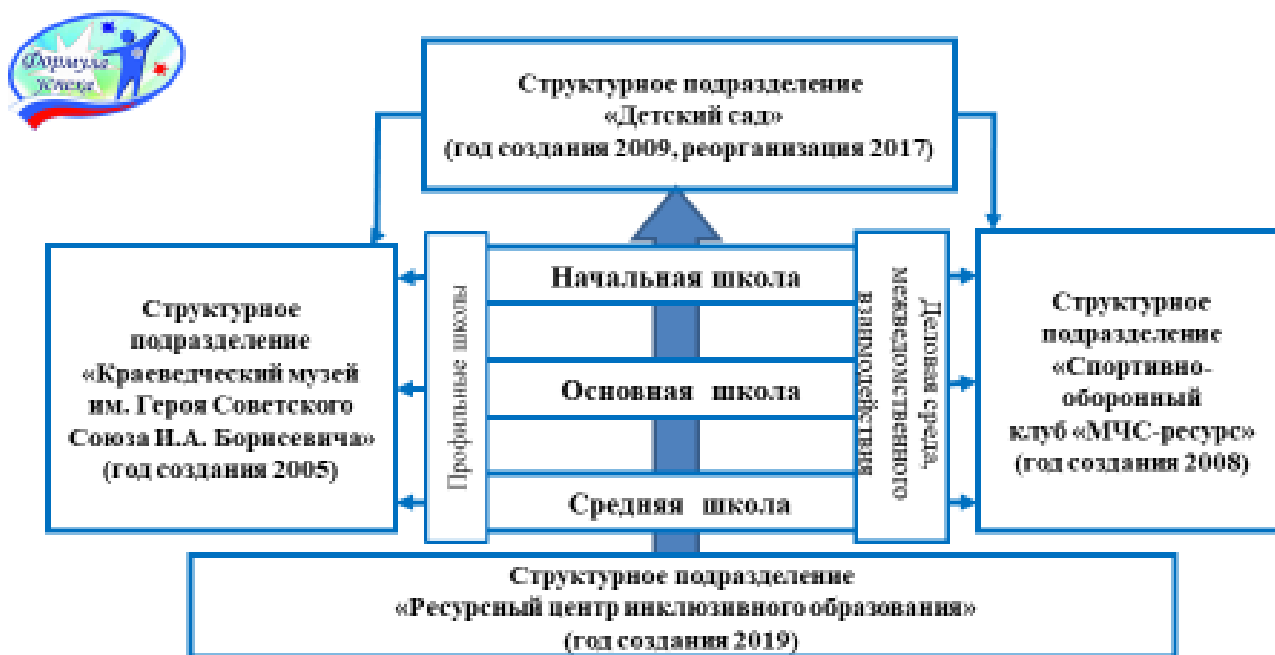 Формула
успеха
Структурное подразделение
«Детский сад»
(год создания 2009, реорганизация 2017)
Структурное
подразделение
«Краеведческий музей
им. Героя Советского
Союза И.А. Борисевича»
(год создания 2005)
Профильные школы
Начальная школа
Основная школа
Средняя школа
Деловая среда,
межведомственного
взаимодействия
Структурное
подразделение
«Спортивно-
оборонный
клуб «МЧС-ресурс»
(год создания 2008)
Структурное подразделение
«Ресурсный центр инклюзивного образования»
(год создания 2019)